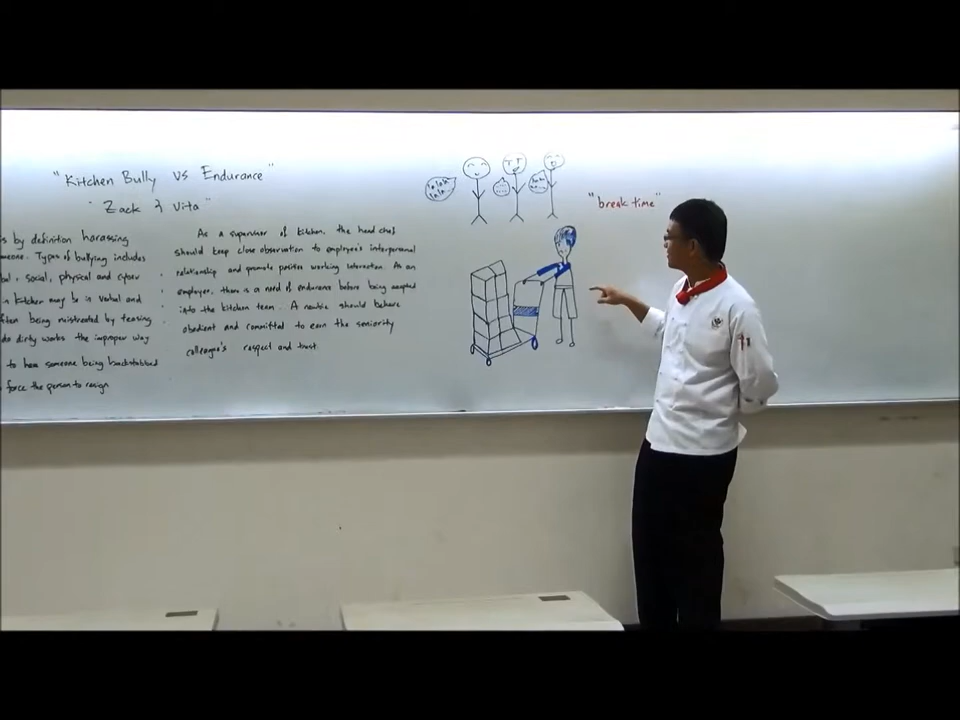 "Kitchen Bully vs Endurance"
"Zack & Vita"
is by definition harassing
someone. Types of bullying includes
bal, social, physical and cyber
in kitchen may be in verbal and
often being mistreated by teasing
do dirty works the improper way
to hear someone being backstabbed
force the person to resign
As a supervisor of kitchen, the head chef
should keep close observation to employee's interpersonal
relationship and promote positive working interaction. As an
employer, there is a need of endurance before being accepted
into the kitchen team. A newbie should behave
obedient and committed to earn the seniority
colleague's respect and trust.
"break time"